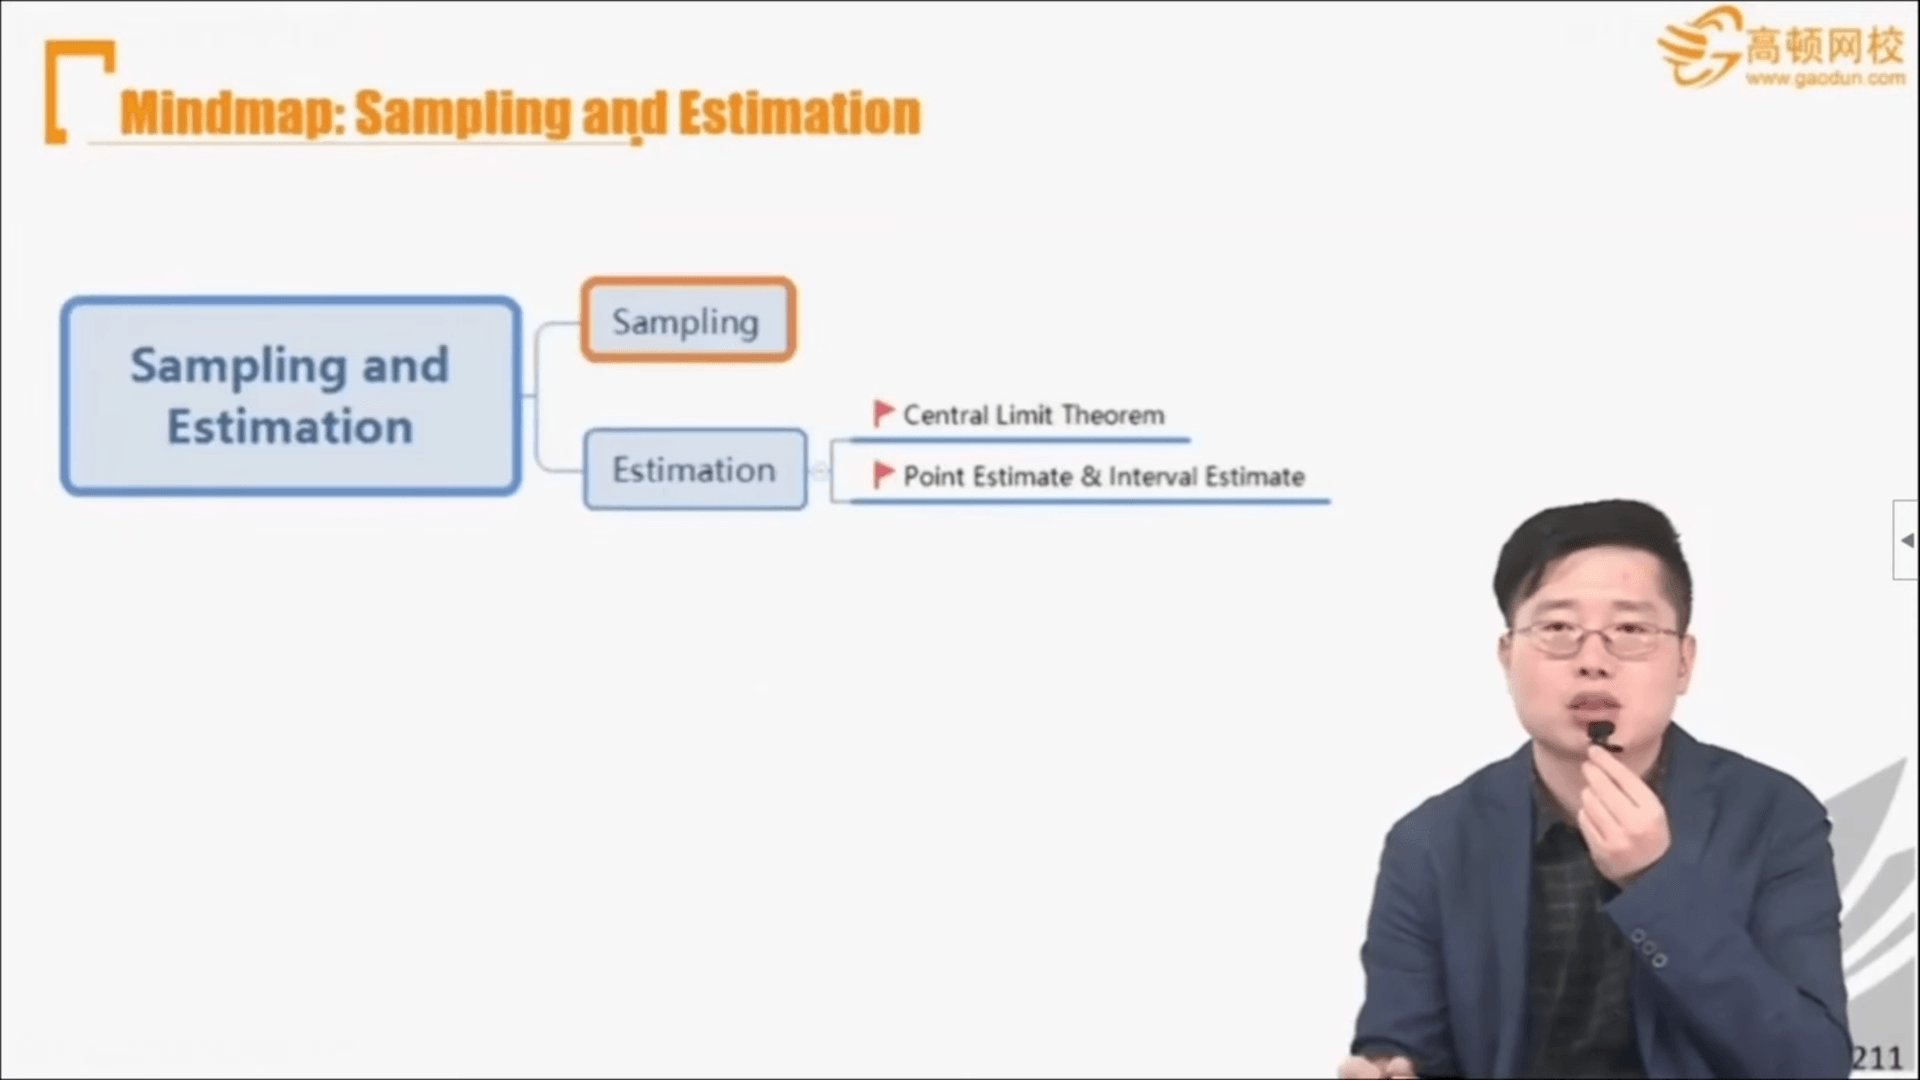 高顿网校
www.gaodun.com
Mindmap: Sampling and Estimation
Sampling and
Estimation
Sampling
Estimation
Central Limit Theorem
Point Estimate & Interval Estimate
211